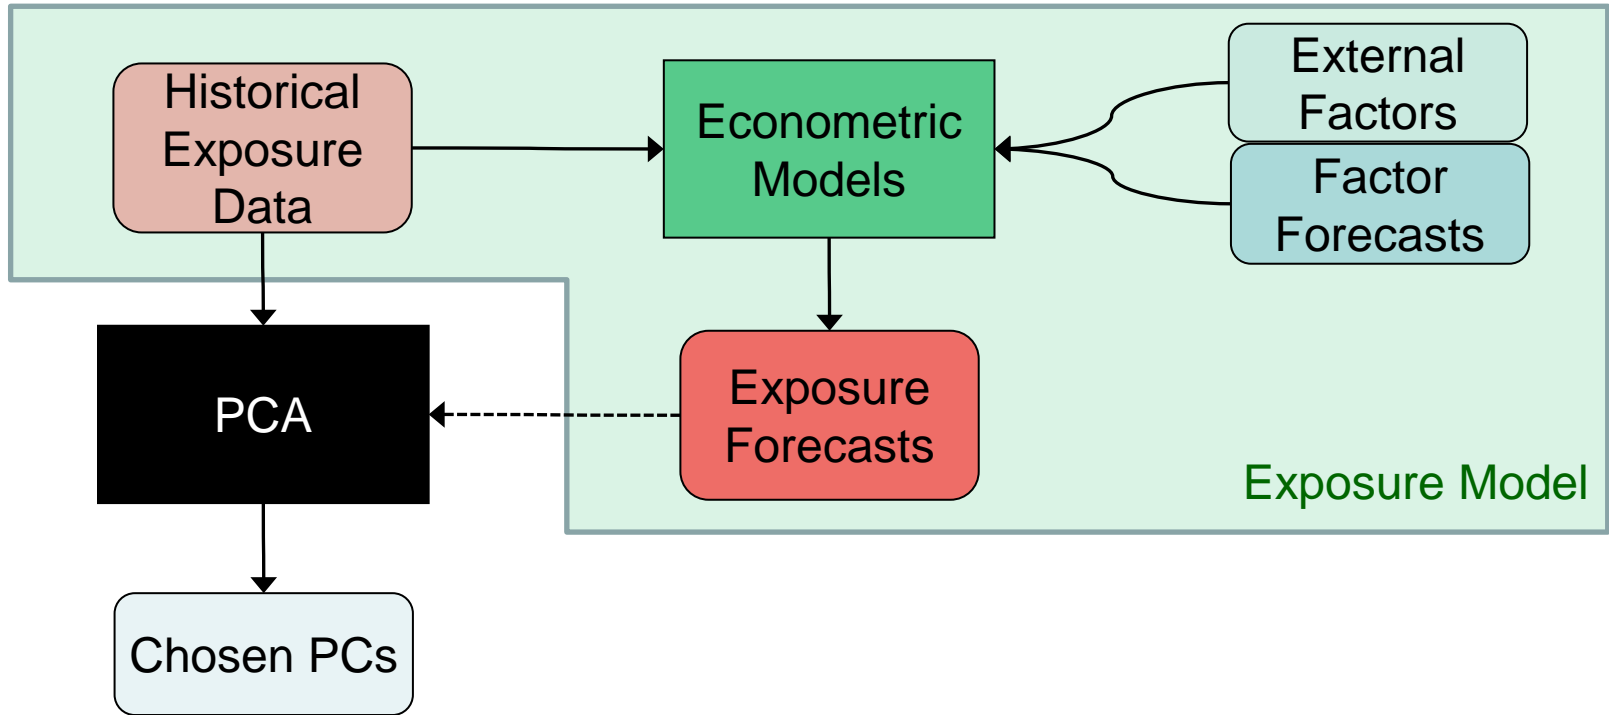 Historical
Exposure
Data
Econometric
Models
External
Factors
Factor
Forecasts
PCA
Exposure
Forecasts
Exposure Model
Chosen PCs